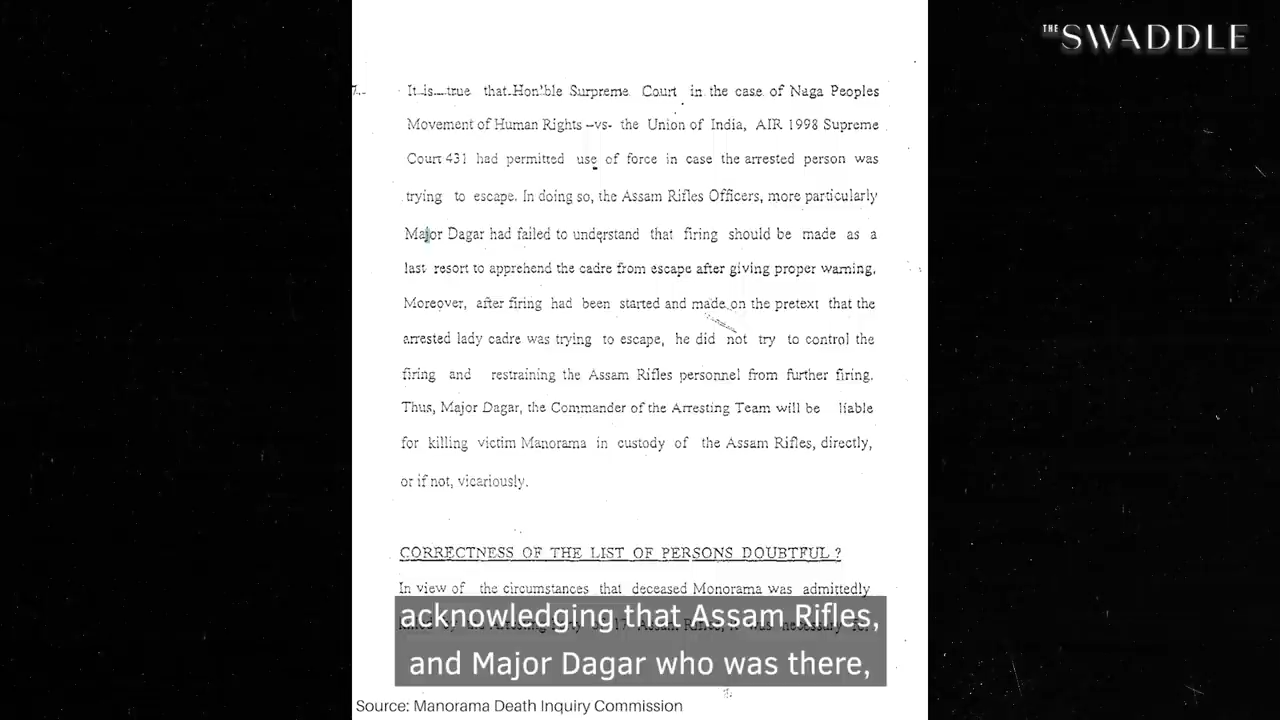 THE SWADDLE
7.
It is true that Hon'ble Surpreme Court in the case of Naga Peoples
Movement of Human Rights –vs- the Union of India, AIR 1998 Supreme
Court 431 had permitted use of force in case the arrested person was
trying to escape. In doing so, the Assam Rifles Officers, more particularly
Major Dagar had failed to understand that firing should be made as a
last resort to apprehend the cadre from escape after giving proper warning.
Moreover, after firing had been started and made on the pretext that the
arrested lady cadre was trying to escape, he did not try to control the
firing and restraining the Assam Rifles personnel from further firing.
Thus, Major Dagar, the Commander of the Arresting Team will be liable
for killing victim Manorama in custody of the Assam Rifles, directly,
or if not, vicariously.
CORRECTNESS OF THE LIST OF PERSONS DOUBTFUL ?
In view of the circumstances that deceased Monorama was admittedly
acknowledging that Assam Rifles,
and Major Dagar who was there,
Source: Manorama Death Inquiry Commission